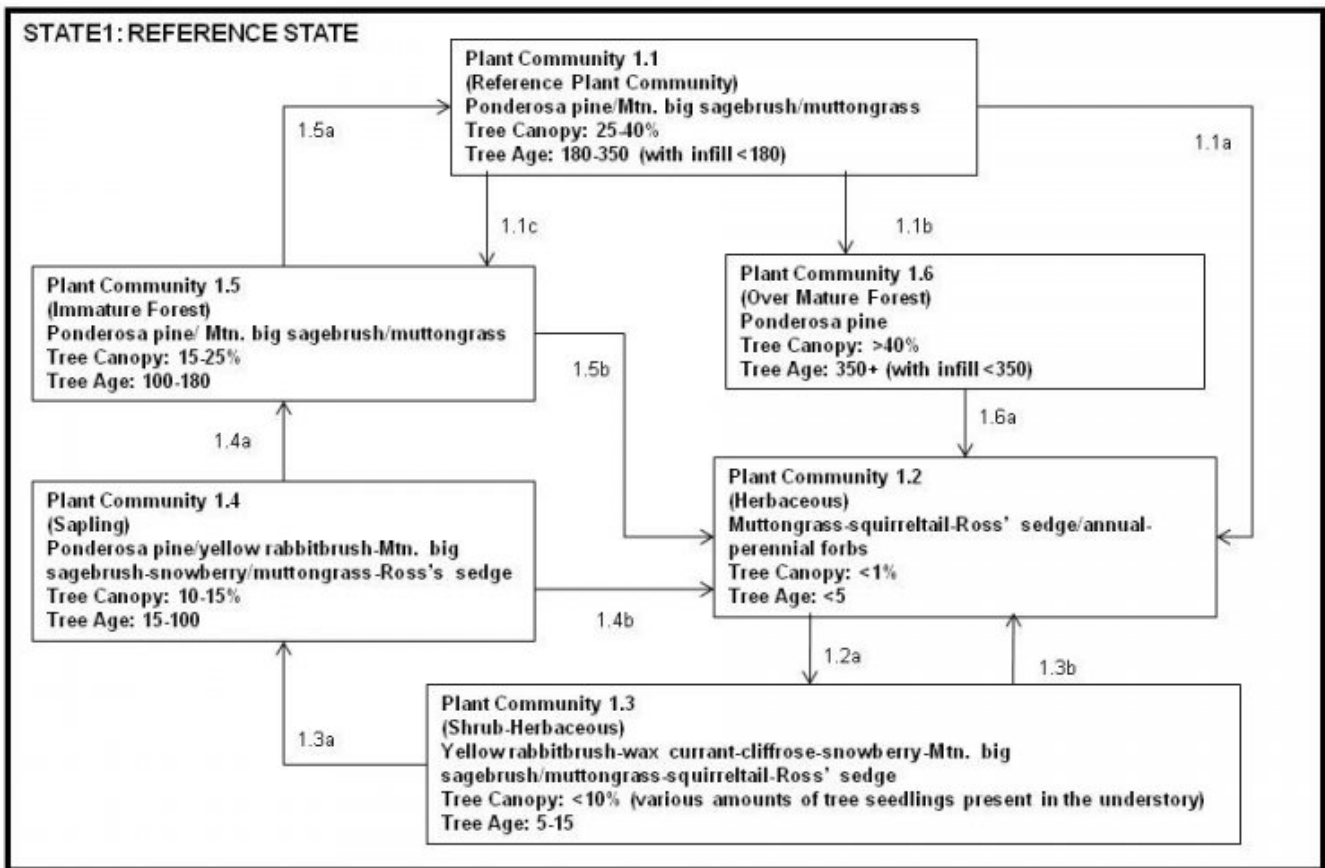 STATE1: REFERENCE STATE
Plant Community 1.1
(Reference Plant Community)
Ponderosa pine/Mtn. big sagebrush/muttongrass
Tree Canopy: 25-40%
Tree Age: 180-350 (with infill <180)
1.5a
1.1a
1.1c
1.1b
Plant Community 1.5
(Immature Forest)
Ponderosa pine/ Mtn. big sagebrush/muttongrass
Tree Canopy: 15-25%
Tree Age: 100-180
Plant Community 1.6
(Over Mature Forest)
Ponderosa pine
Tree Canopy: >40%
Tree Age: 350+ (with infill <350)
1.5b
1.4a
1.6a
Plant Community 1.4
(Sapling)
Ponderosa pine/yellow rabbitbrush-Mtn. big
sagebrush-snowberry/muttongrass-Ross's sedge
Tree Canopy: 10-15%
Tree Age: 15-100
Plant Community 1.2
(Herbaceous)
Muttongrass-squirreltail-Ross' sedge/annual-
perennial forbs
Tree Canopy: <1%
Tree Age: <5
1.4b
1.2a
1.3b
1.3a
Plant Community 1.3
(Shrub-Herbaceous)
Yellow rabbitbrush-wax currant-cliffrose-snowberry-Mtn. big
sagebrush/muttongrass-squirreltail-Ross' sedge
Tree Canopy: <10% (various amounts of tree seedlings present in the understory)
Tree Age: 5-15